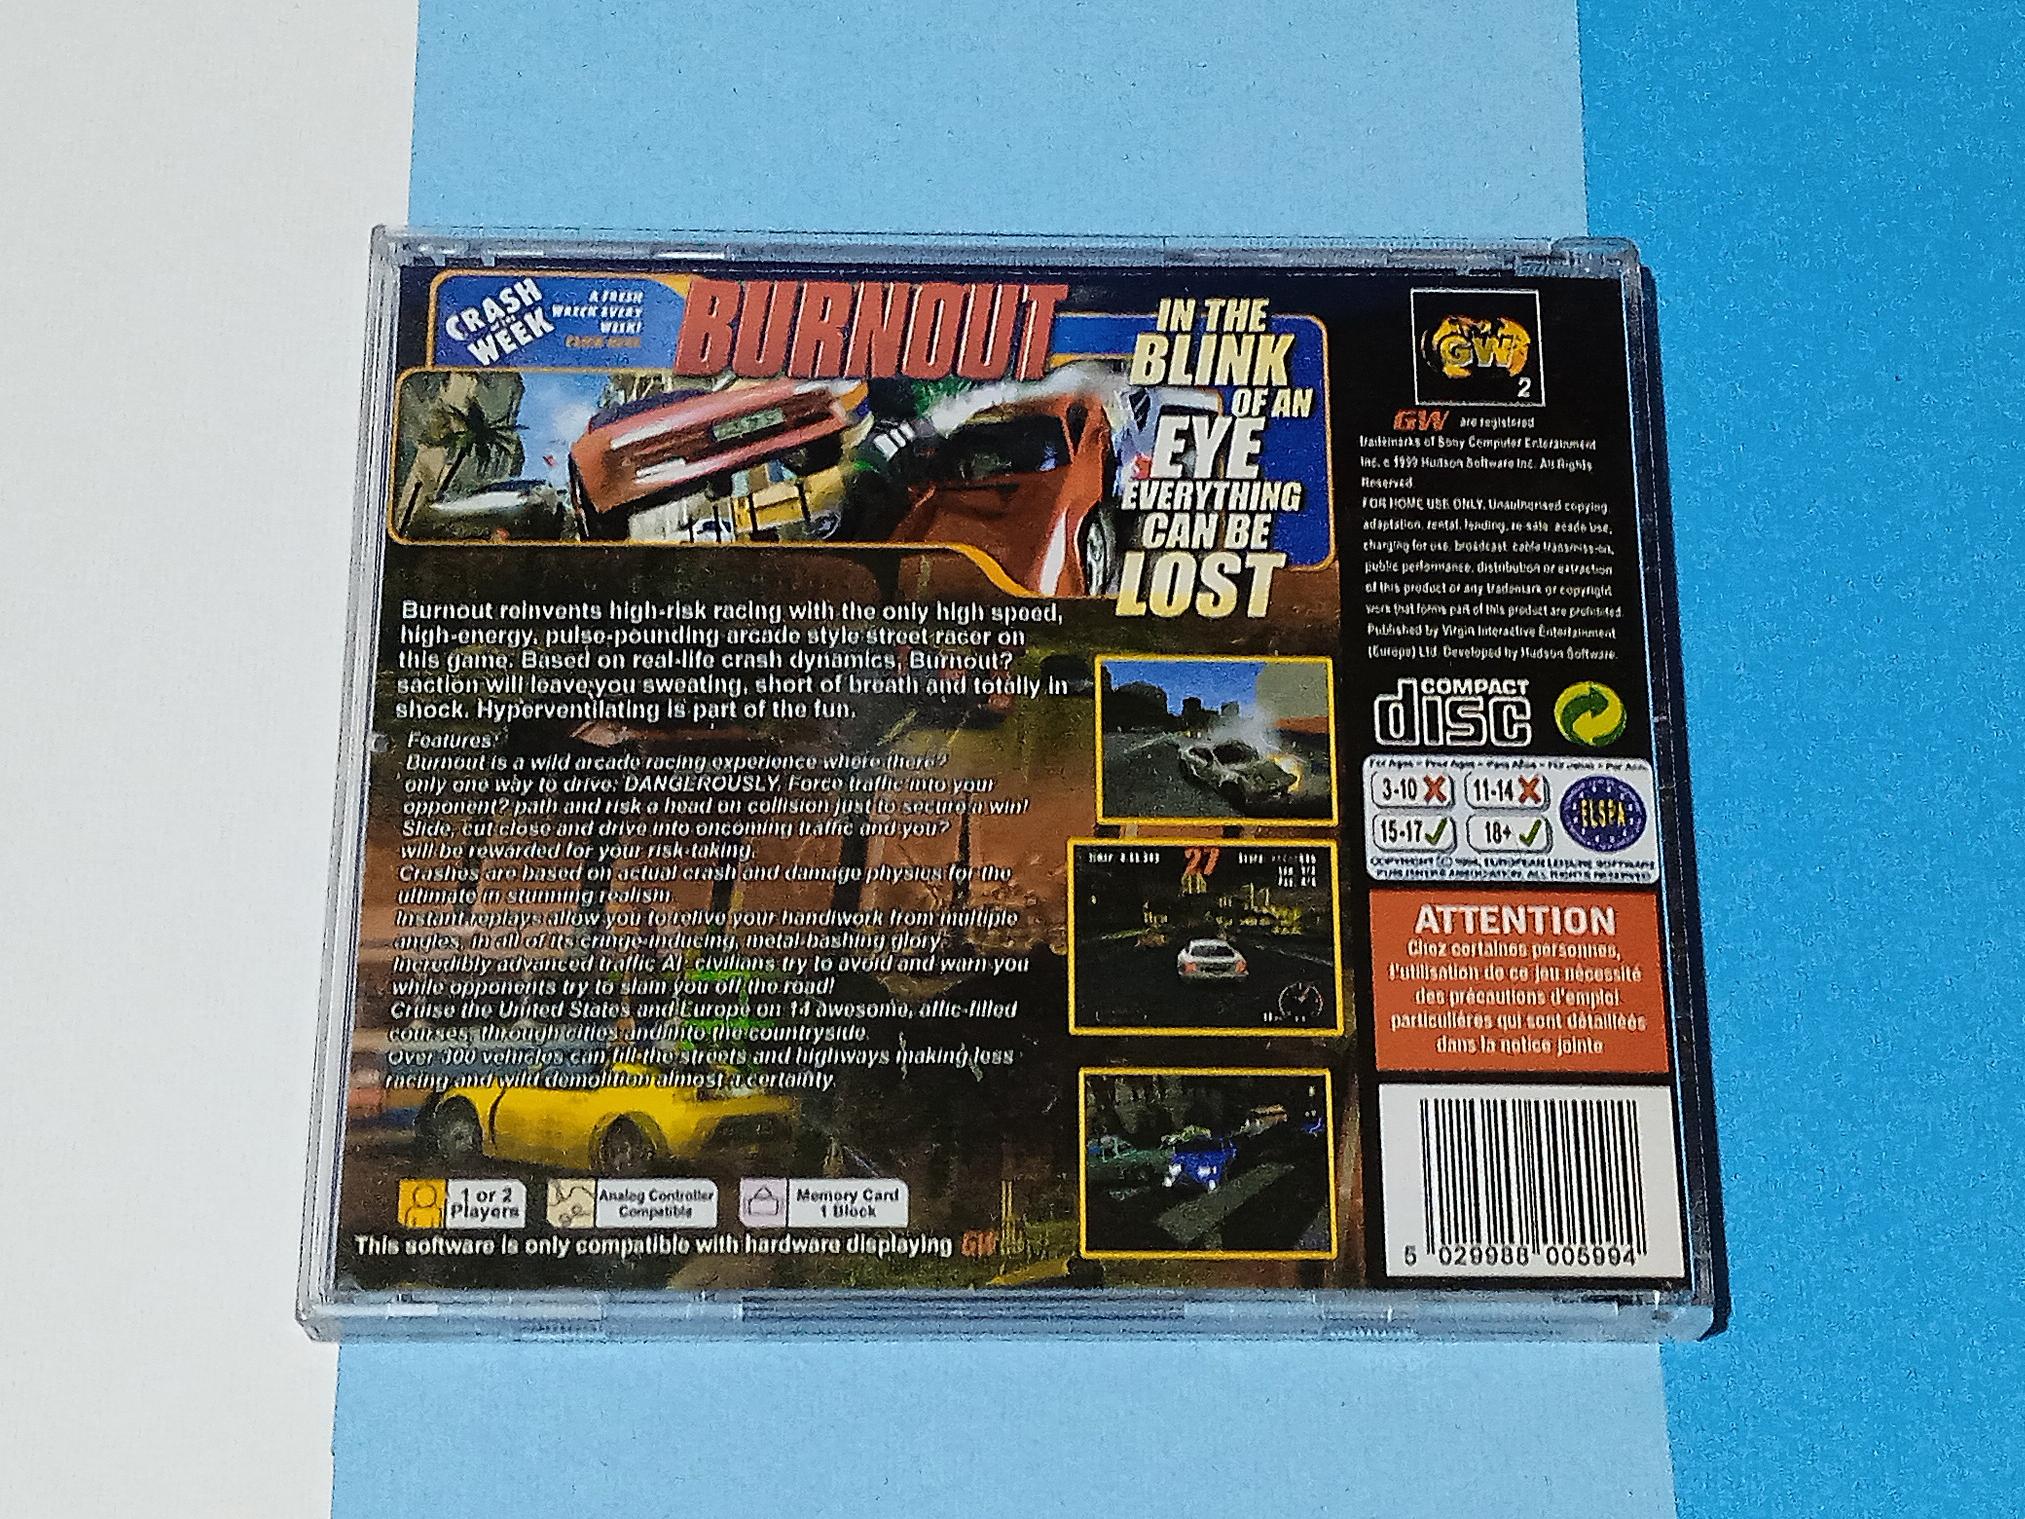 CRASH
WEEK
A FRESH
WRECK EVERY
WEEK!
BURNOUT
IN THE
BLINK
OF AN
EYE
EVERYTHING
CAN BE
LOST
Burnout reinvents high-risk racing with the only high speed,
high-energy, pulse-pounding arcade style street racer on
this game. Based on real-life crash dynamics, Burnout?
saction will leave you sweating, short of breath and totally in
shock. Hyperventilating is part of the fun.
Features:
Burnout is a wild arcade racing experience where there?
only one way to drive: DANGEROUSLY. Force traffic into your
opponent? path and risk a head on collision just to secure a win!
Slide, cut close and drive into oncoming traffic and you?
will be rewarded for your risk-taking.
Crashes are based on actual crash and damage physics for the
ultimate in stunning realism.
Instant replays allow you to relive your handiwork from multiple
angles, in all of its cringe-inducing, metal-bashing glory.
Incredibly advanced traffic AI: civilians try to avoid and warn you
while opponents try to slam you off the road!
Cruise the United States and Europe on 14 awesome, affic-filled
courses, through cities and into the countryside.
Over 300 vehicles can fill the streets and highways making less
racing and wild demolition almost a certainty.
1 or 2
Players
Analog Controller
Compatible
Memory Card
1 Block
This software is only compatible with hardware displaying GW
27
GW
2
GW are registered
trademarks of Sony Computer Entertainment
Inc. c 1999 Hudson Software Inc. All Rights
Reserved
FOR HOME USE ONLY. Unauthorised copying,
adaptation, rental, lending, re-sale, acade use,
charging for use, broadcast, cable transmiss-on,
public performance, distribution or extraction
of this product or any trademark or copyright
work that forms part of this product are prohibited.
Published by Virgin Interactive Entertainment
(Europe) Ltd. Developed by Hudson Software.
COMPACT
disc
3-10 11-14
15-17 18+
ELSPA
COPYRIGHT (C) 1994, EUROPEAN LEISURE SOFTWARE
PUBLISHERS ASSOCIATION. ALL RIGHTS RESERVED
ATTENTION
Chez certaines personnes,
l'utilisation de ce jeu nécessité
des précautions d'emploi
particulières qui sont détailleés
dans la notice jointe
5 029988 005994